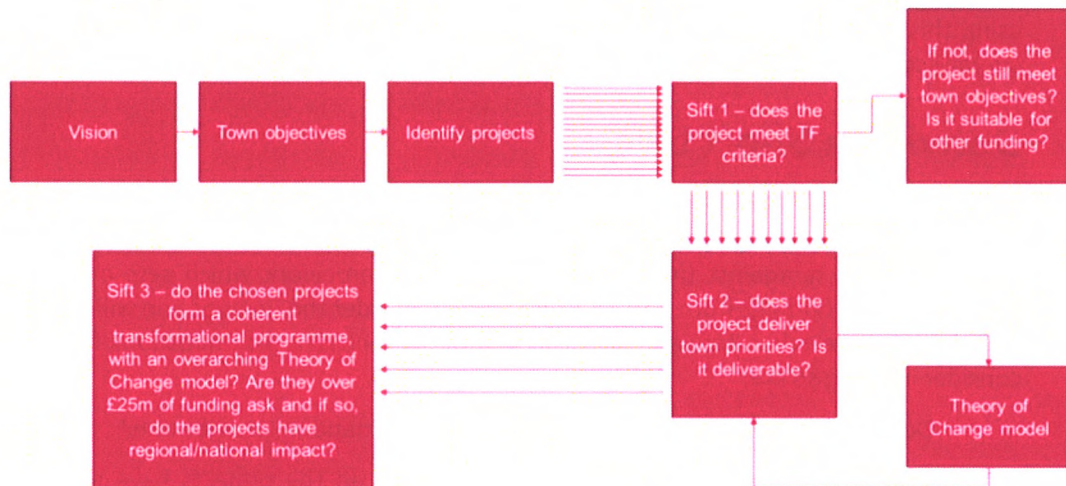 Vision
Town objectives
Identify projects
Sift 1 – does the
project meet TF
criteria?
If not, does the
project still meet
town objectives?
Is it suitable for
other funding?
Sift 2 – does the
project deliver
town priorities? Is
it deliverable?
Theory of
Change model
Sift 3 – do the chosen projects
form a coherent
transformational programme,
with an overarching Theory of
Change model? Are they over
£25m of funding ask and if so,
do the projects have
regional/national impact?